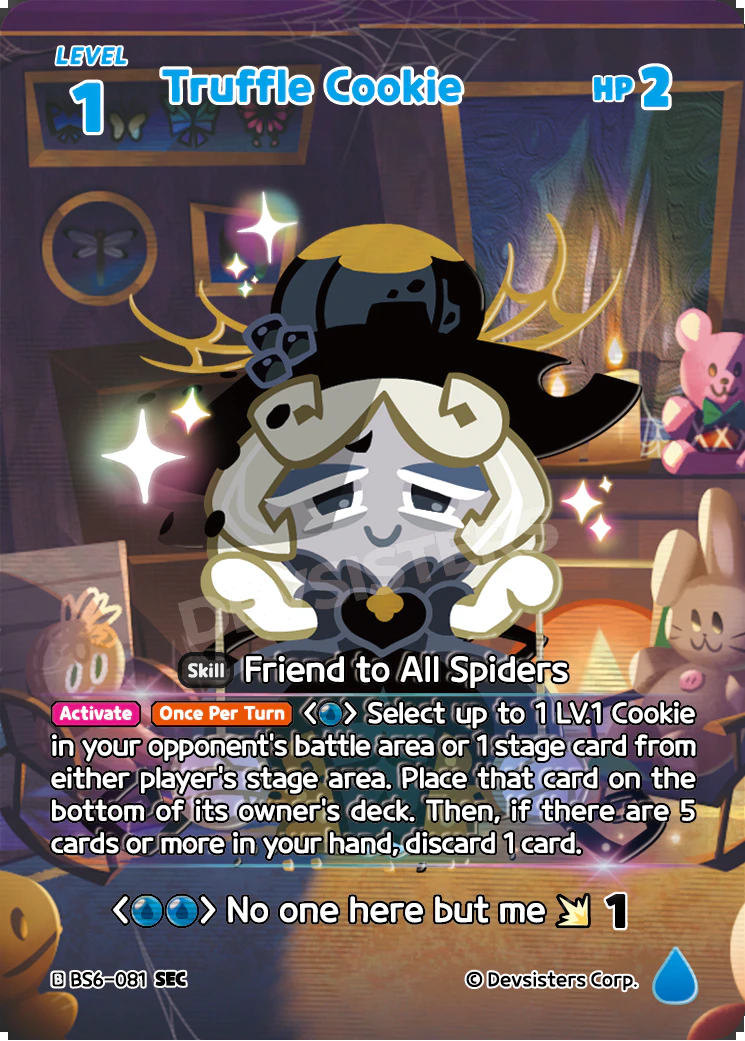 LEVEL
1
Truffle Cookie
HP 2
DEVSISTERS
Skill Friend to All Spiders
Activate Once Per Turn < > Select up to 1 LV.1 Cookie
in your opponent's battle area or 1 stage card from
either player's stage area. Place that card on the
bottom of its owner's deck. Then, if there are 5
cards or more in your hand, discard 1 card.
< > No one here but me 1
B BS6-081 SEC
© Devsisters Corp.